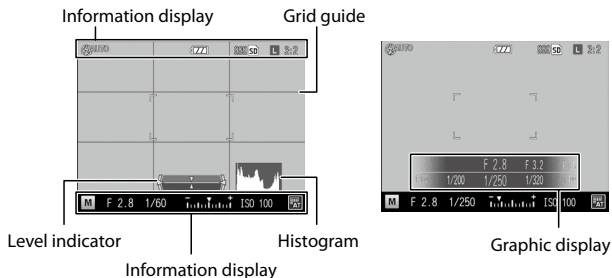 Information display
Grid guide
AUTO
SD L 3:2
AUTO
SD L 3:2
F 2.8 F 3.2
1/200 1/250 1/320
M F 2.8 1/60 - + ISO 100 AT
M F 2.8 1/250 - + ISO 100 AT
Level indicator
Histogram
Graphic display
Information display